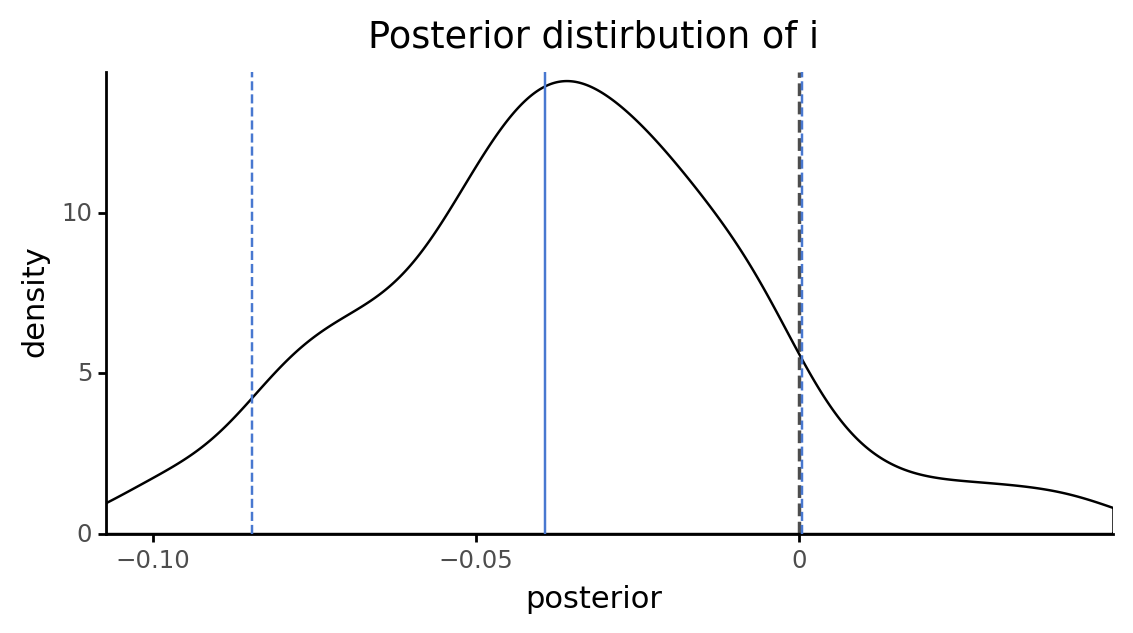 Posterior distirbution of i
density
10
5
0
−0.10
−0.05
0
posterior